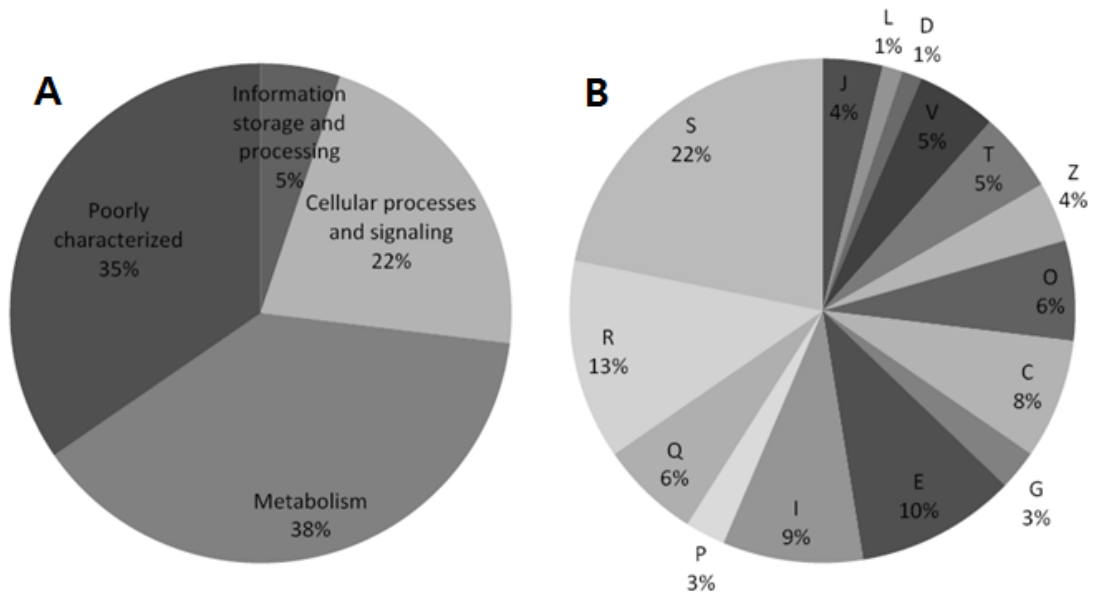 A
Information
storage and
processing
5%
Cellular processes
and signaling
22%
Poorly
characterized
35%
Metabolism
38%
B
L
1%
D
1%
J
4%
V
5%
T
5%
Z
4%
O
6%
C
8%
G
3%
E
10%
I
9%
P
3%
Q
6%
R
13%
S
22%